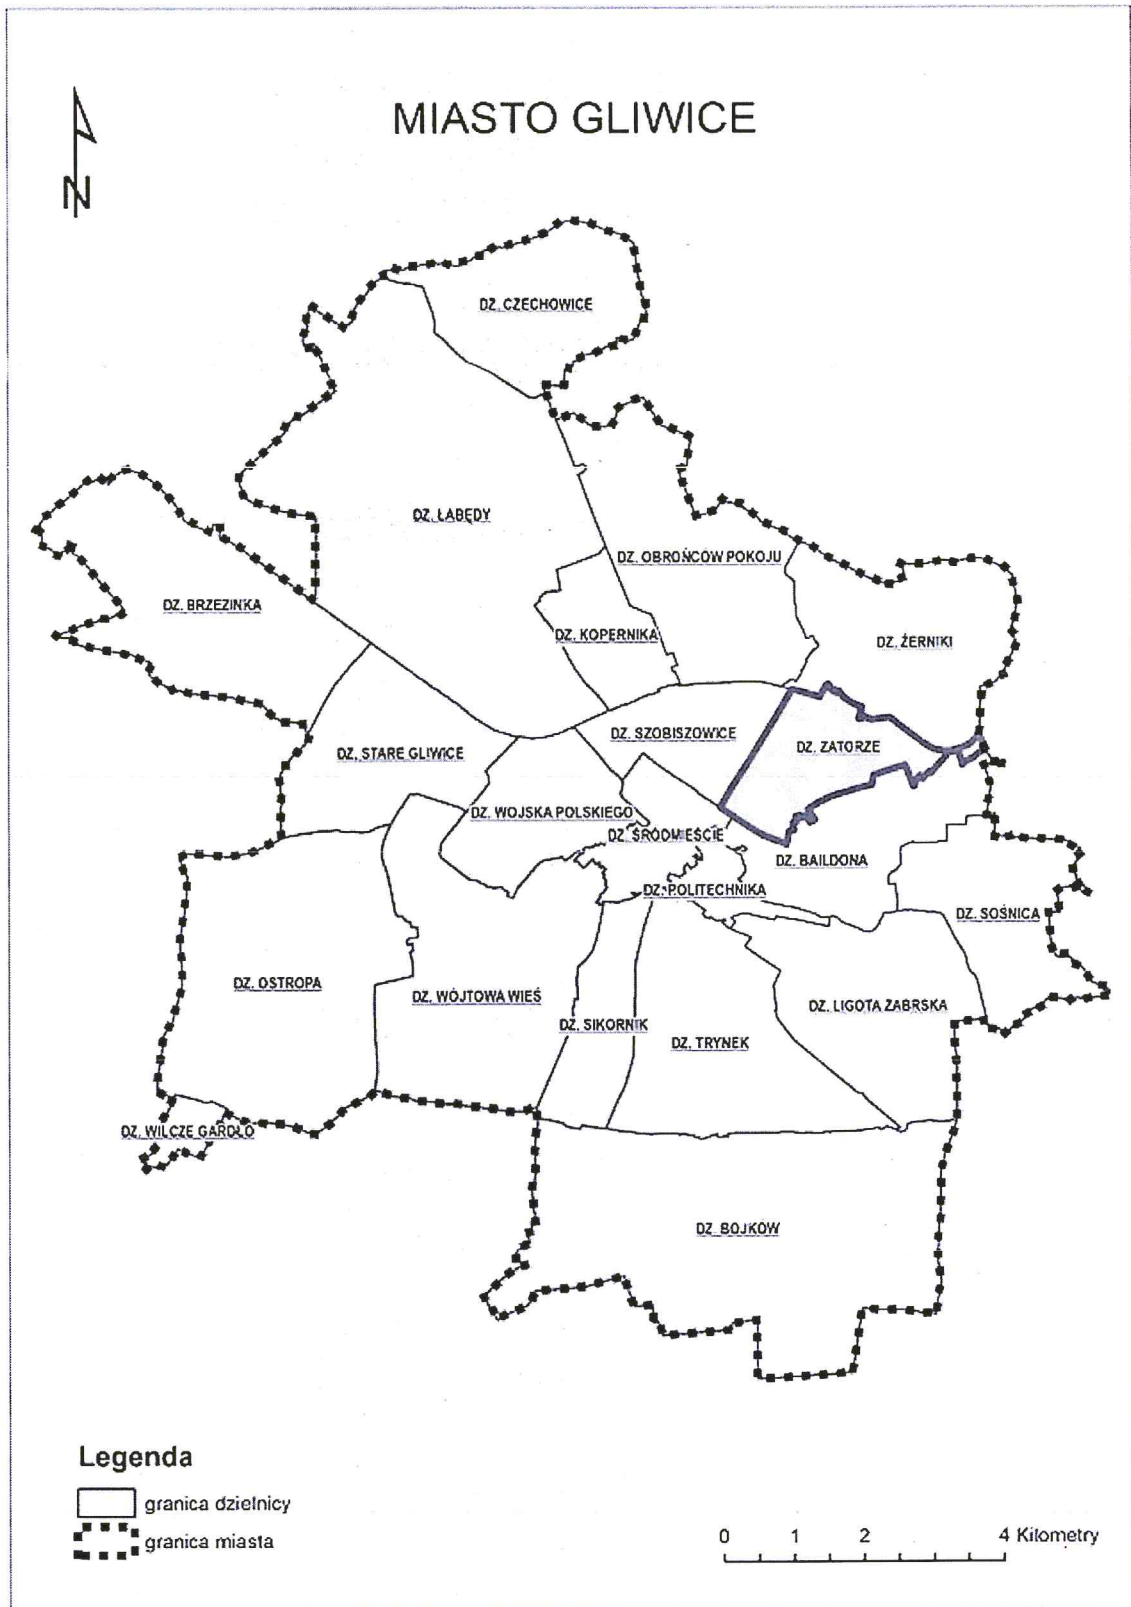 MIASTO GLIWICE
N
DZ. CZECHOWICE
DZ. ŁABĘDY
DZ. OBROŃCÓW POKOJU
DZ. BRZEZINKA
DZ. KOPERNIKA
DZ. ŻERNIKI
DZ. SZOBISZOWICE
DZ. ZATORZE
DZ. STARE GLIWICE
DZ. WOJSKA POLSKIEGO
DZ. ŚRÓDMIEŚCIE
DZ. BAILDONA
DZ. POLITECHNIKA
DZ. SOŚNICA
DZ. OSTROPA
DZ. WÓJTOWA WIEŚ
DZ. LIGOTA ZABRSKA
DZ. SIKORNIK
DZ. TRYNEK
DZ. WILCZE GARDŁO
DZ. BOJKÓW
Legenda
granica dzielnicy
granica miasta
0 1 2 4 Kilometry